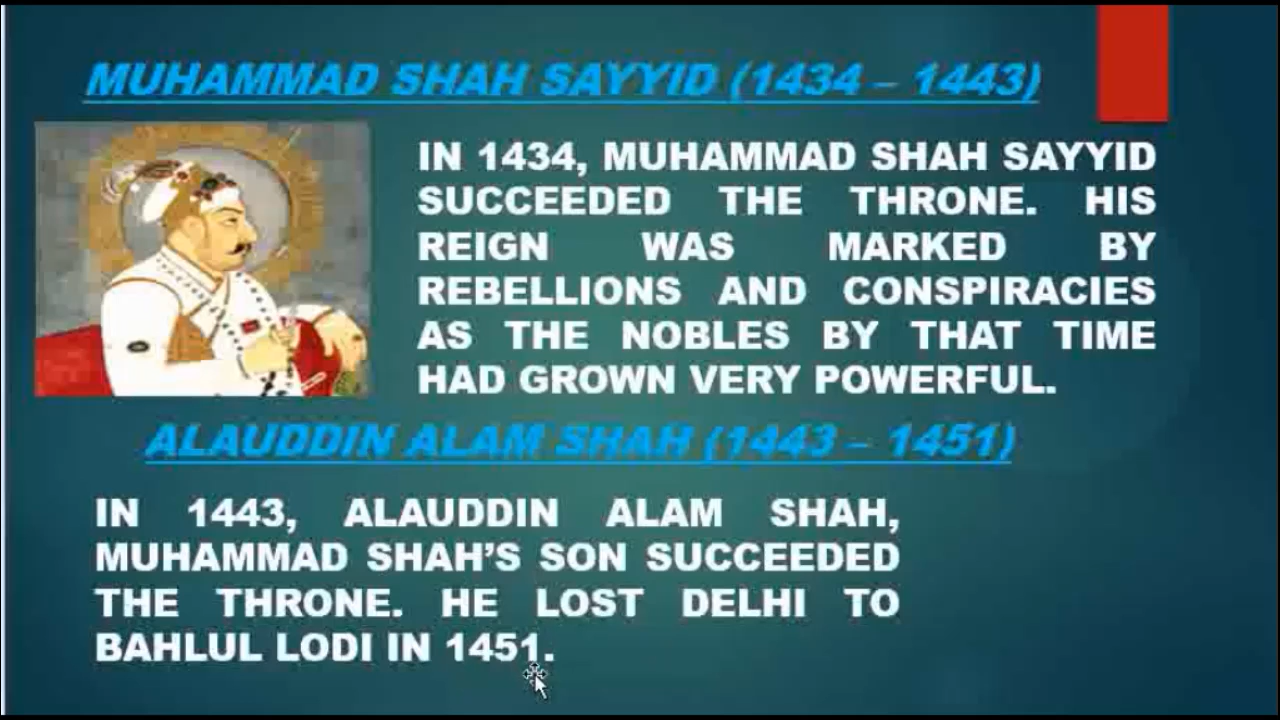 MUHAMMAD SHAH SAYYID (1434 – 1443)
IN 1434, MUHAMMAD SHAH SAYYID
SUCCEEDED THE THRONE. HIS
REIGN WAS MARKED BY
REBELLIONS AND CONSPIRACIES
AS THE NOBLES BY THAT TIME
HAD GROWN VERY POWERFUL.
ALAUDDIN ALAM SHAH (1443 – 1451)
IN 1443, ALAUDDIN ALAM SHAH,
MUHAMMAD SHAH’S SON SUCCEEDED
THE THRONE. HE LOST DELHI TO
BAHLUL LODI IN 1451.